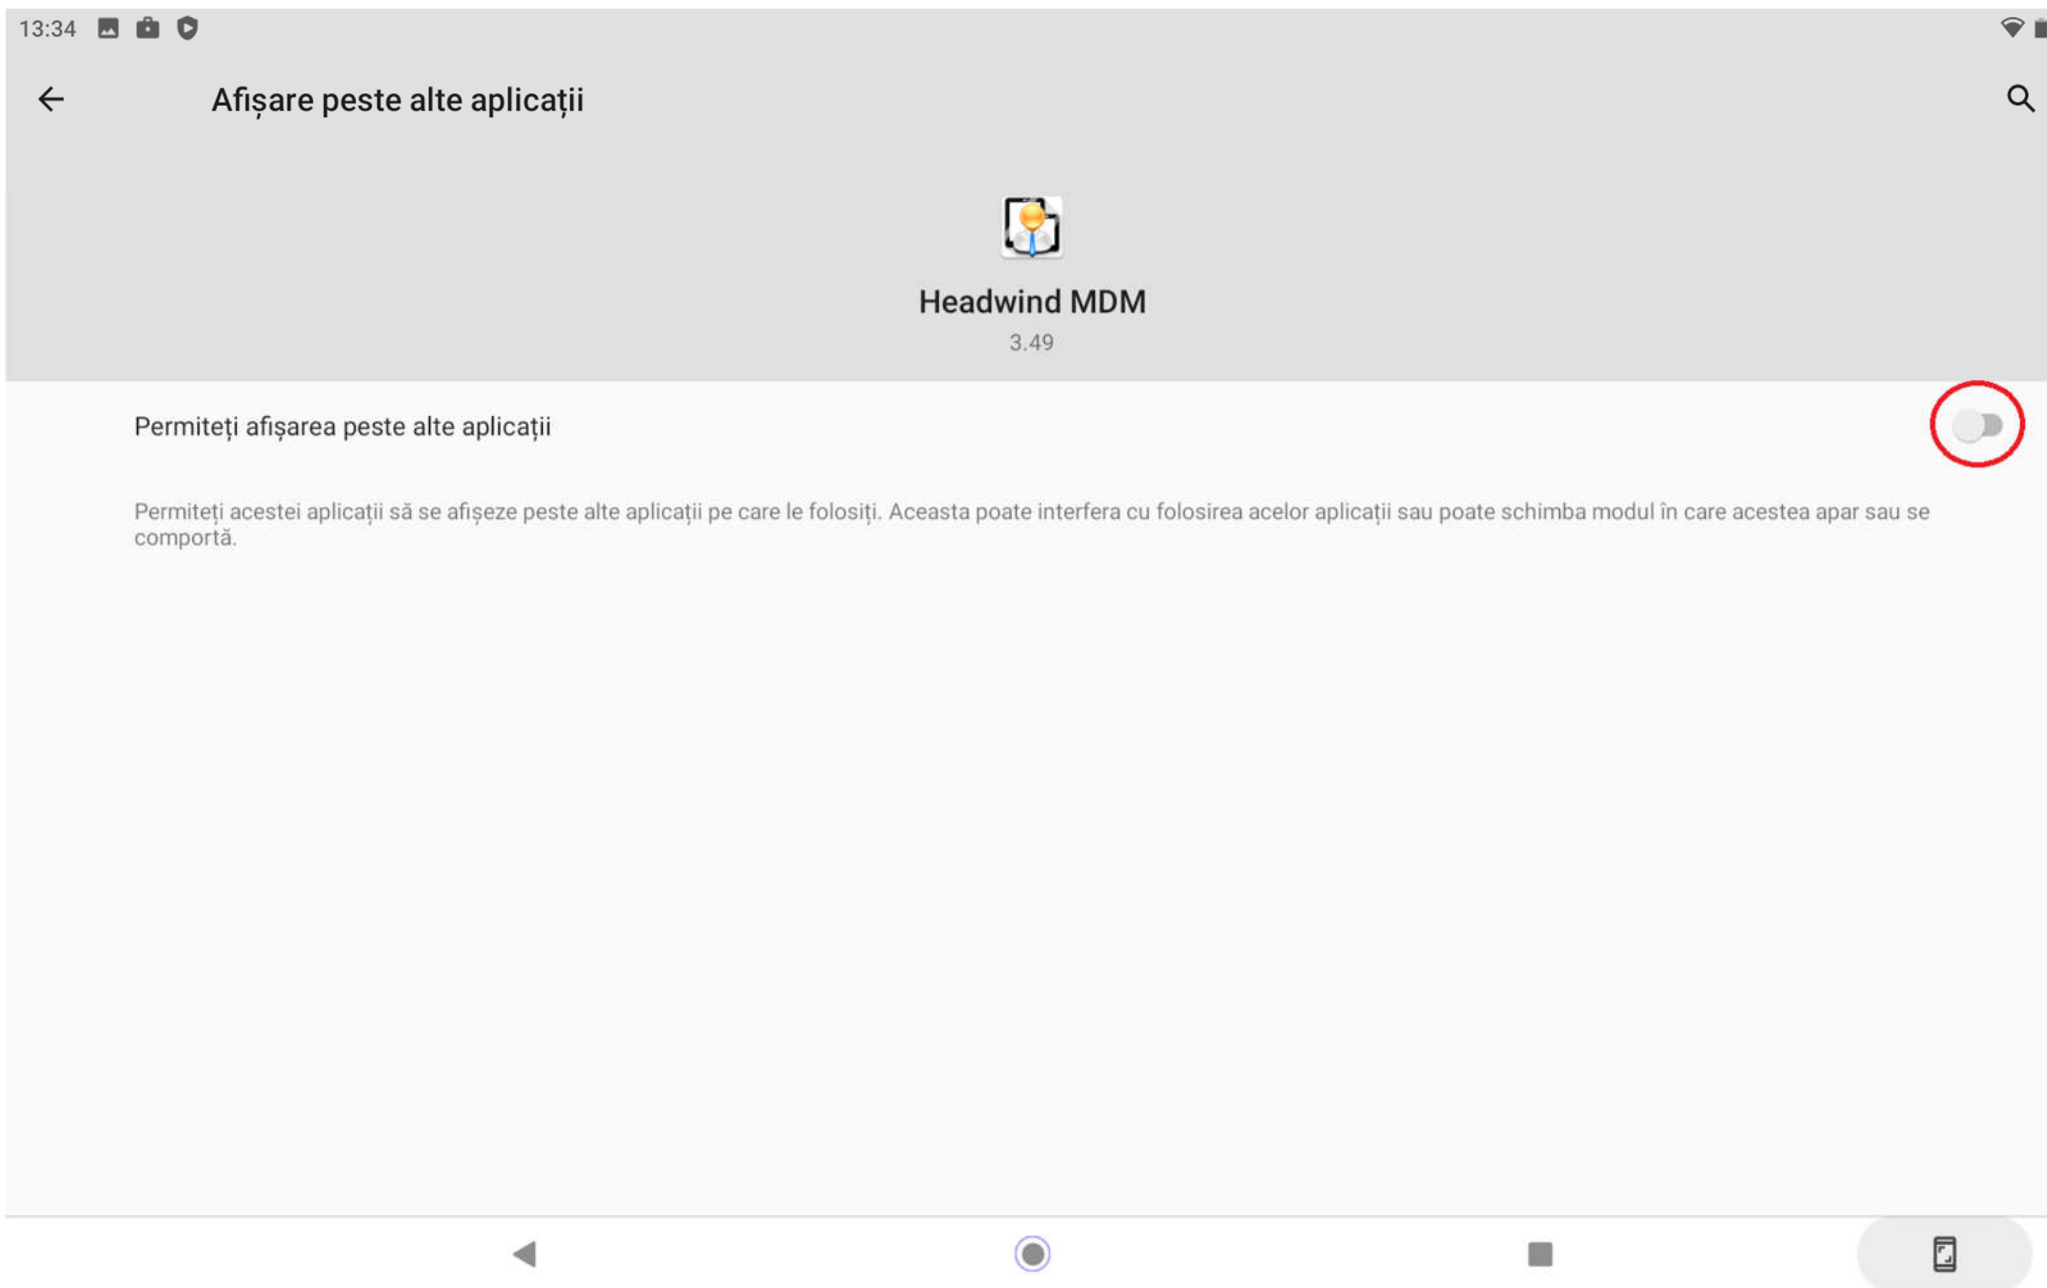 13:34
Afișare peste alte aplicații
Headwind MDM
3.49
Permiteți afișarea peste alte aplicații
Permiteți acestei aplicații să se afișeze peste alte aplicații pe care le folosiți. Aceasta poate interfera cu folosirea acelor aplicații sau poate schimba modul în care acestea apar sau se
comportă.